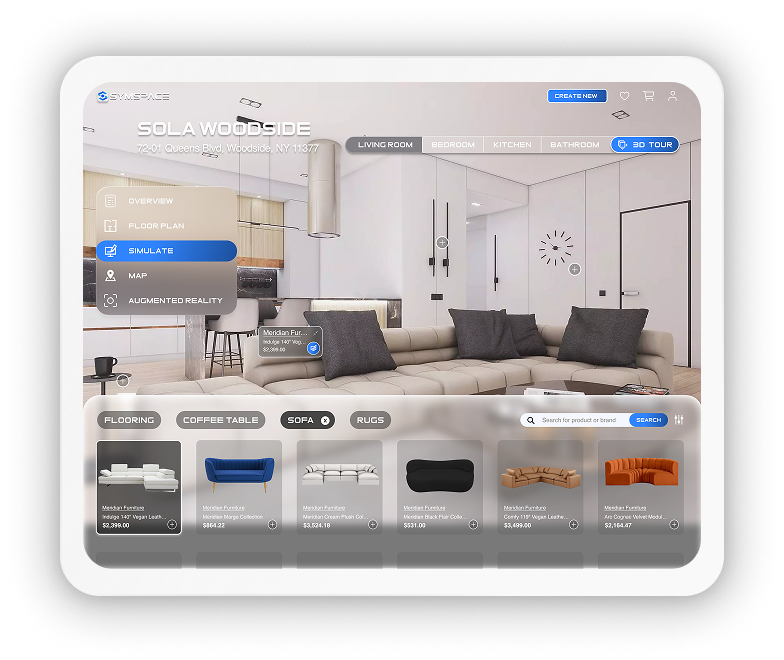 SYMSPACE
CREATE NEW
SOLA WOODSIDE
72-01 Queens Blvd, Woodside, NY 11377
LIVING ROOM
BEDROOM
KITCHEN
BATHROOM
3D TOUR
OVERVIEW
FLOOR PLAN
SIMULATE
MAP
AUGMENTED REALITY
Meridian Fur...
Indulge 140" Veg...
$2,399.00
FLOORING
COFFEE TABLE
SOFA
RUGS
Search for product or brand
SEARCH
Meridian Furniture
Indulge 140" Vegan Leath...
$2,399.00
Meridian Furniture
Meridian Margo Collection
$864.22
Meridian Furniture
Meridian Cream Plush Co...
$3,524.18
Meridian Furniture
Meridian Black Flair Colle...
$531.00
Meridian Furniture
Comfy 119" Vegan Leathe...
$3,499.00
Meridian Furniture
Arc Cognac Velvet Modul...
$2,164.47